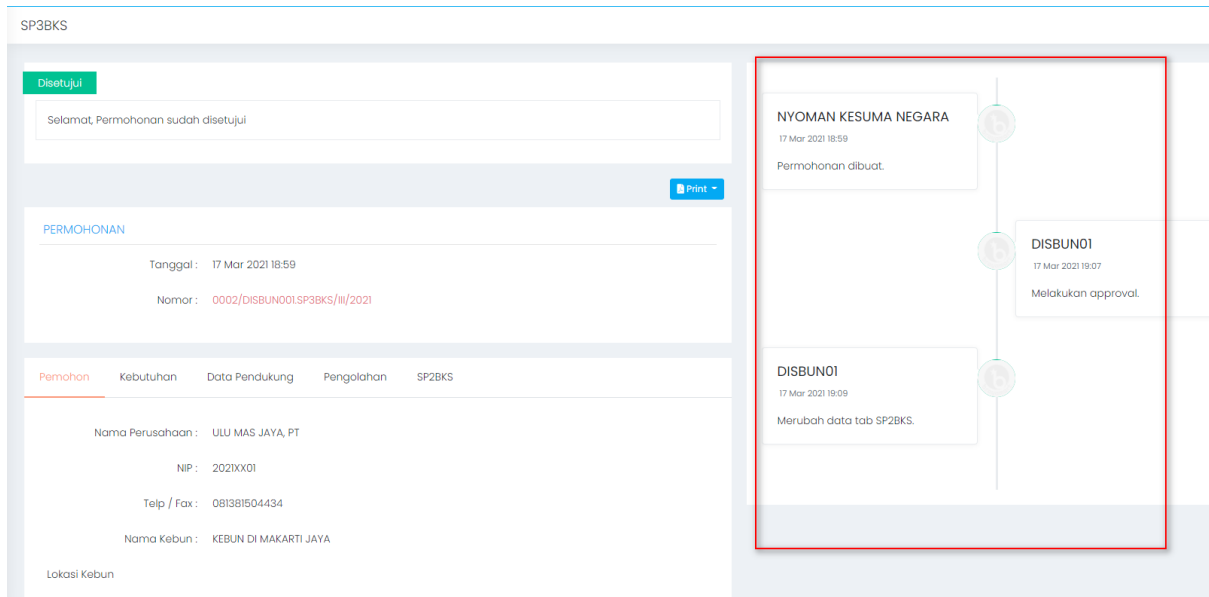 SP3BKS
Disetujui
Selamat, Permohonan sudah disetujui
Print
PERMOHONAN
Tanggal : 17 Mar 2021 18:59
Nomor : 0002/DISBUN001.SP3BKS/III/2021
Pemohon Kebutuhan Data Pendukung Pengolahan SP2BKS
Nama Perusahaan : ULU MAS JAYA, PT
NIP : 2021XX01
Telp / Fax : 081381504434
Nama Kebun : KEBUN DI MAKARTI JAYA
Lokasi Kebun
NYOMAN KESUMA NEGARA
17 Mar 2021 18:59
Permohonan dibuat.
DISBUN01
17 Mar 2021 19:07
Melakukan approval.
DISBUN01
17 Mar 2021 19:09
Merubah data tab SP2BKS.